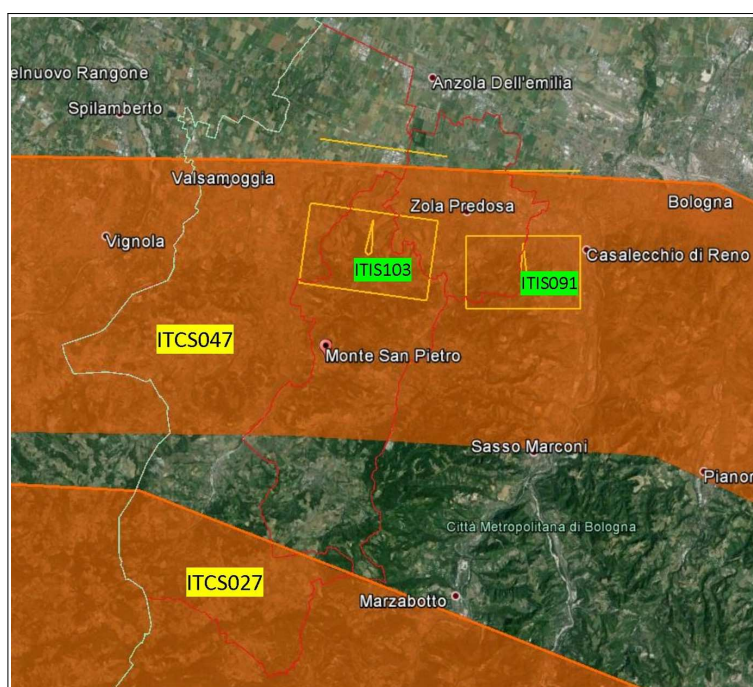 elnuovo Rangone
Anzola Dell'emilia
Spilamberto
Valsamoggia
Zola Predosa
Bologna
Vignola
Casalecchio di Reno
ITIS103
ITIS091
ITCS047
Monte San Pietro
Sasso Marconi
Pianor
Città Metropolitana di Bologna
ITCS027
Marzabotto